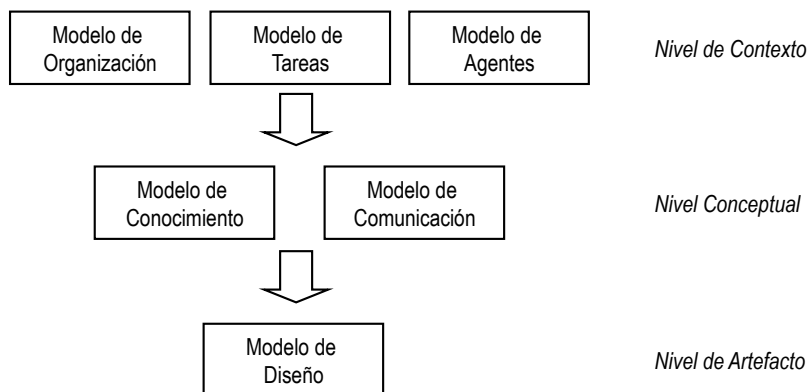 Modelo de
Organización
Modelo de
Tareas
Modelo de
Agentes
Nivel de Contexto
Modelo de
Conocimiento
Modelo de
Comunicación
Nivel Conceptual
Modelo de
Diseño
Nivel de Artefacto